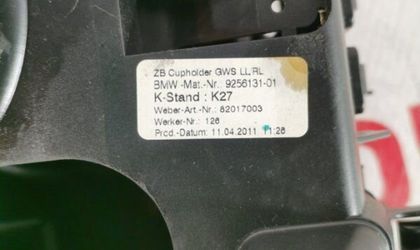 ZB Cupholder GWS LL/RL
BMW -Mat.-Nr.: 9256131-01
K-Stand : K27
Weber-Art.-Nr.: 82017003
Werker-Nr.: 126
Prod.-Datum: 11.04.2011 11:26